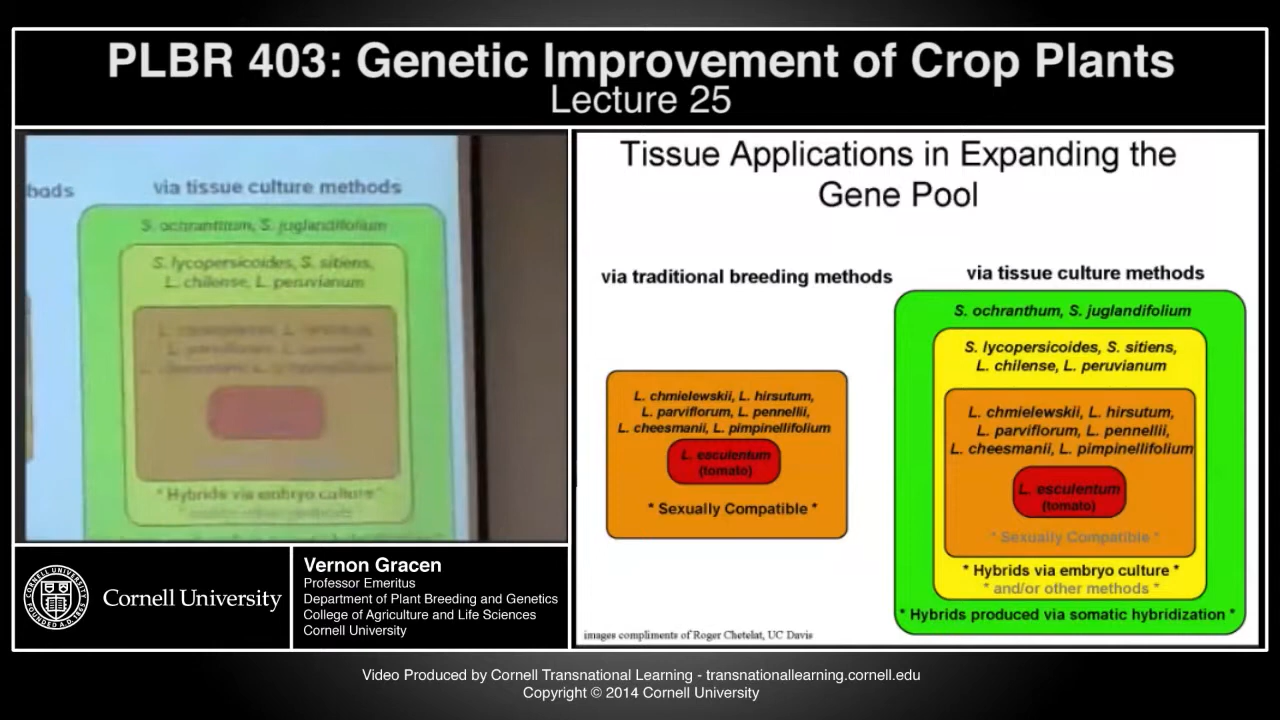 PLBR 403: Genetic Improvement of Crop Plants
Lecture 25
hods
via tissue culture methods
S. ochranthum, S. juglandifolium
S. lycopersicoides, S. sitiens,
L. chilense, L. peruvianum
* Hybrids via embryo culture *
Tissue Applications in Expanding the
Gene Pool
via traditional breeding methods
L. chmielewskii, L. hirsutum,
L. parviflorum, L. pennellii,
L. cheesmanii, L. pimpinellifolium
L. esculentum
(tomato)
* Sexually Compatible *
via tissue culture methods
S. ochranthum, S. juglandifolium
S. lycopersicoides, S. sitiens,
L. chilense, L. peruvianum
L. chmielewskii, L. hirsutum,
L. parviflorum, L. pennellii,
L. cheesmanii, L. pimpinellifolium
L. esculentum
(tomato)
* Sexually Compatible *
* Hybrids via embryo culture *
* and/or other methods *
* Hybrids produced via somatic hybridization *
images compliments of Roger Chetelat, UC Davis
Cornell University
Vernon Gracen
Professor Emeritus
Department of Plant Breeding and Genetics
College of Agriculture and Life Sciences
Cornell University
Video Produced by Cornell Transnational Learning - transnationallearning.cornell.edu
Copyright © 2014 Cornell University